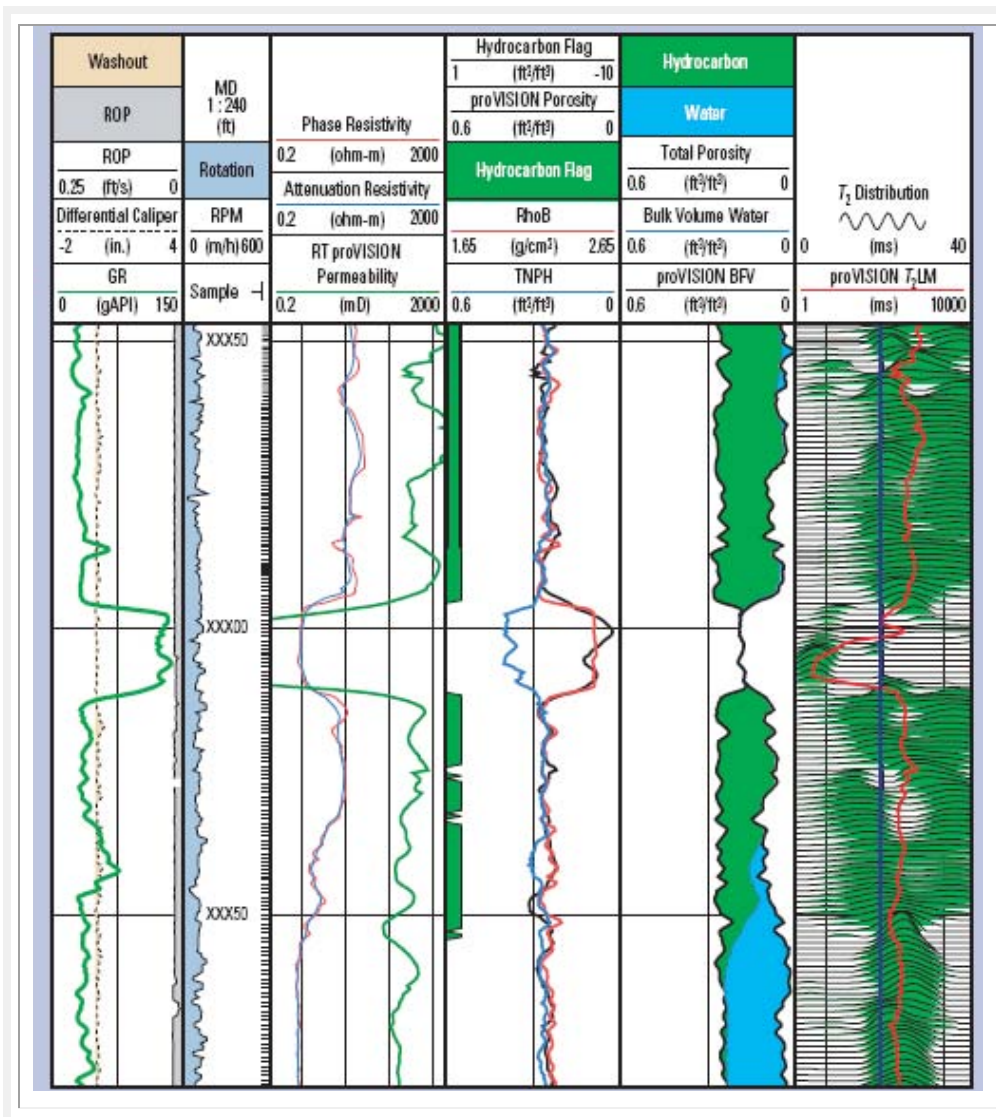 Washout
ROP
ROP
0.25 (ft/s) 0
Differential Caliper
-2 (in.) 4
GR
0 (gAPI) 150
MD
1 : 240
(ft)
Rotation
RPM
0 (m/h) 600
Sample
Phase Resistivity
0.2 (ohm-m) 2000
Attenuation Resistivity
0.2 (ohm-m) 2000
RT proVISION
Permeability
0.2 (mD) 2000
Hydrocarbon Flag
1 (ft³/ft³) -10
proVISION Porosity
0.6 (ft³/ft³) 0
Hydrocarbon Flag
RhoB
1.65 (g/cm³) 2.65
TNPH
0.6 (ft³/ft³) 0
Hydrocarbon
Water
Total Porosity
0.6 (ft³/ft³) 0
Bulk Volume Water
0.6 (ft³/ft³) 0
proVISION BFV
0.6 (ft³/ft³) 0
T₂ Distribution
0 (ms) 40
proVISION T₂LM
1 (ms) 10000
XXX50
XXX00
XXX50